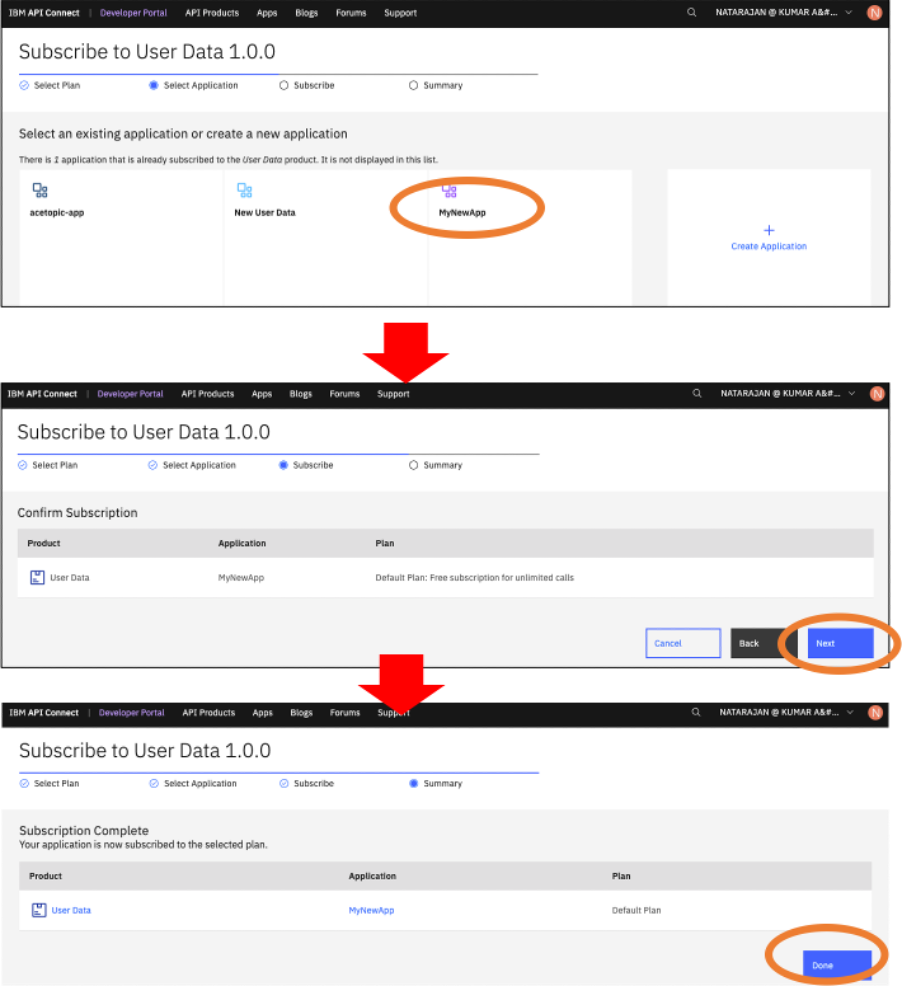 IBM API Connect | Developer Portal API Products Apps Blogs Forums Support NATARAJAN @ KUMAR A&#... N
Subscribe to User Data 1.0.0
Select Plan Select Application Subscribe Summary
Select an existing application or create a new application
There is 1 application that is already subscribed to the User Data product. It is not displayed in this list.
acetopic-app New User Data MyNewApp
+
Create Application
IBM API Connect | Developer Portal API Products Apps Blogs Forums Support NATARAJAN @ KUMAR A&#... N
Subscribe to User Data 1.0.0
Select Plan Select Application Subscribe Summary
Confirm Subscription
Product Application Plan
User Data MyNewApp Default Plan: Free subscription for unlimited calls
Cancel Back Next
IBM API Connect | Developer Portal API Products Apps Blogs Forums Support NATARAJAN @ KUMAR A&#... N
Subscribe to User Data 1.0.0
Select Plan Select Application Subscribe Summary
Subscription Complete
Your application is now subscribed to the selected plan.
Product Application Plan
User Data MyNewApp Default Plan
Done